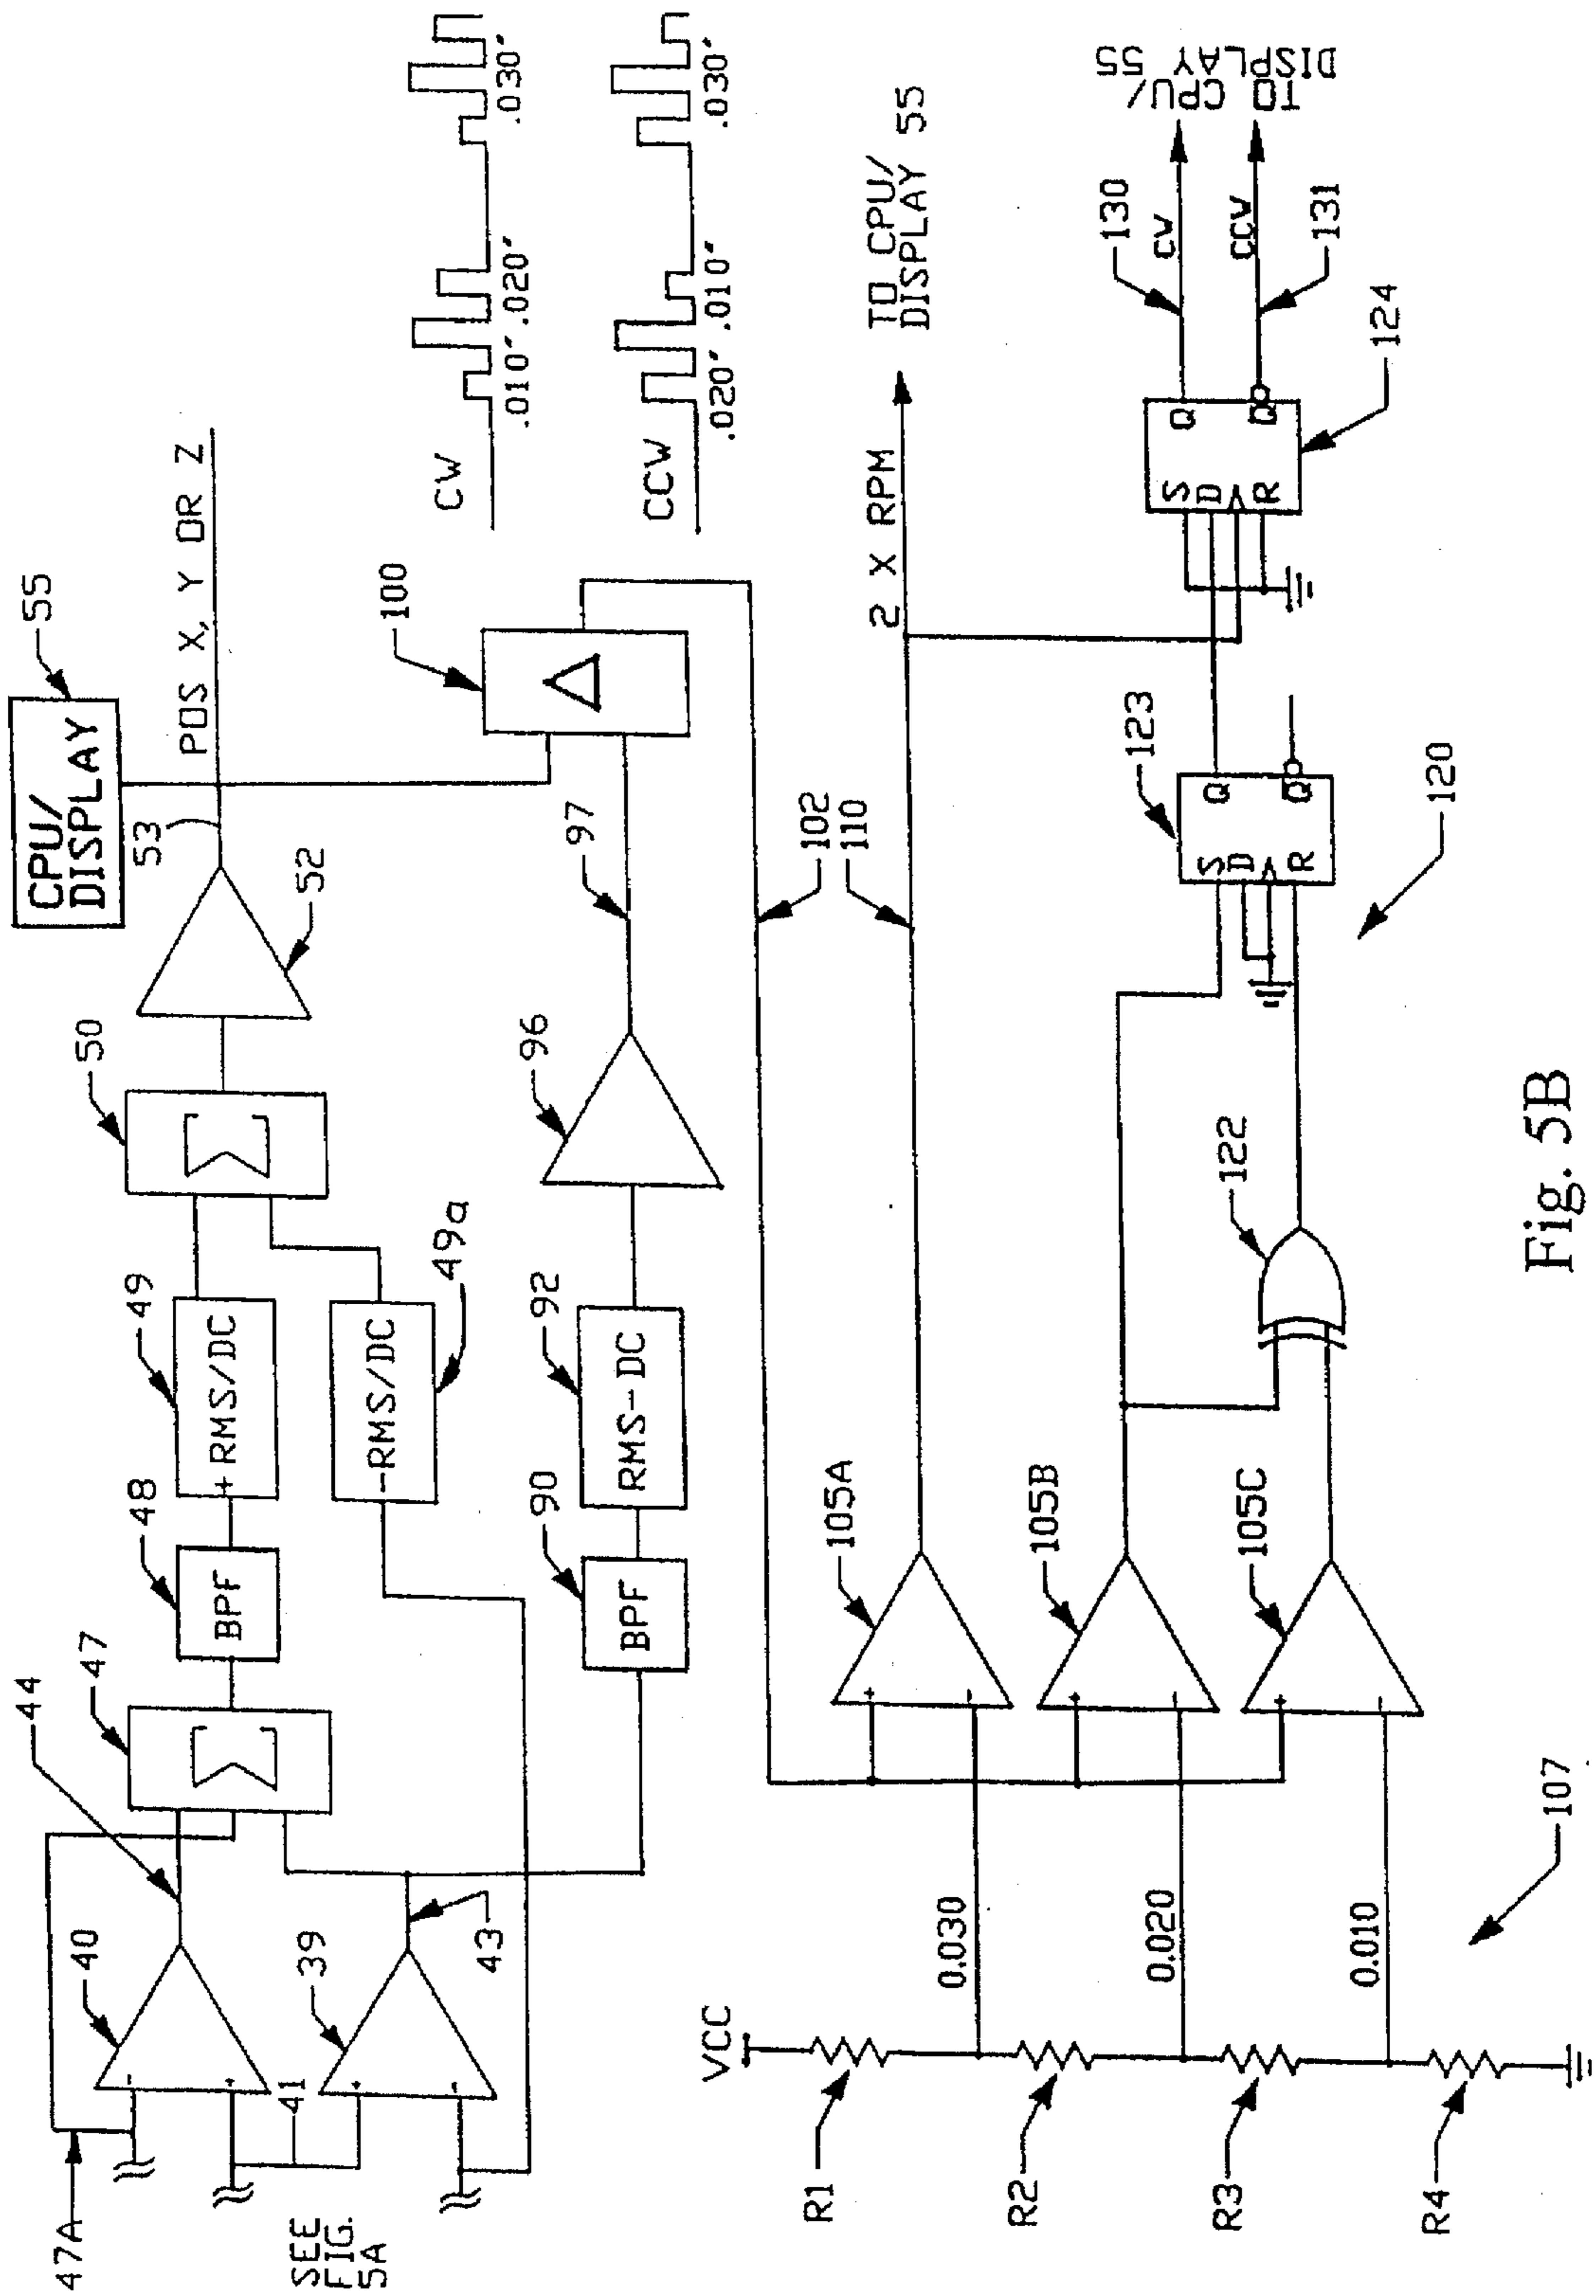 CPU/
DISPLAY
55
POS X, Y OR Z
53
52
50
49
+RMS/DC
48
BPF
47
44
40
-
+
47A
41
39
+
-
43
SEE
FIG.
5A
-RMS/DC
49a
90
BPF
92
RMS-DC
96
97
100
CW
.010" .020"
.030"
CCW
.020" .010"
.030"
102
110
2 X RPM
TO CPU/
DISPLAY 55
105A
+
-
105B
+
-
105C
+
-
VCC
R1
R2
R3
R4
0.030
0.020
0.010
107
122
123
S
D
R
Q
Q
120
124
S
D
R
Q
Q
130
CW
CCW
131
TO CPU/
DISPLAY 55
Fig. 5B